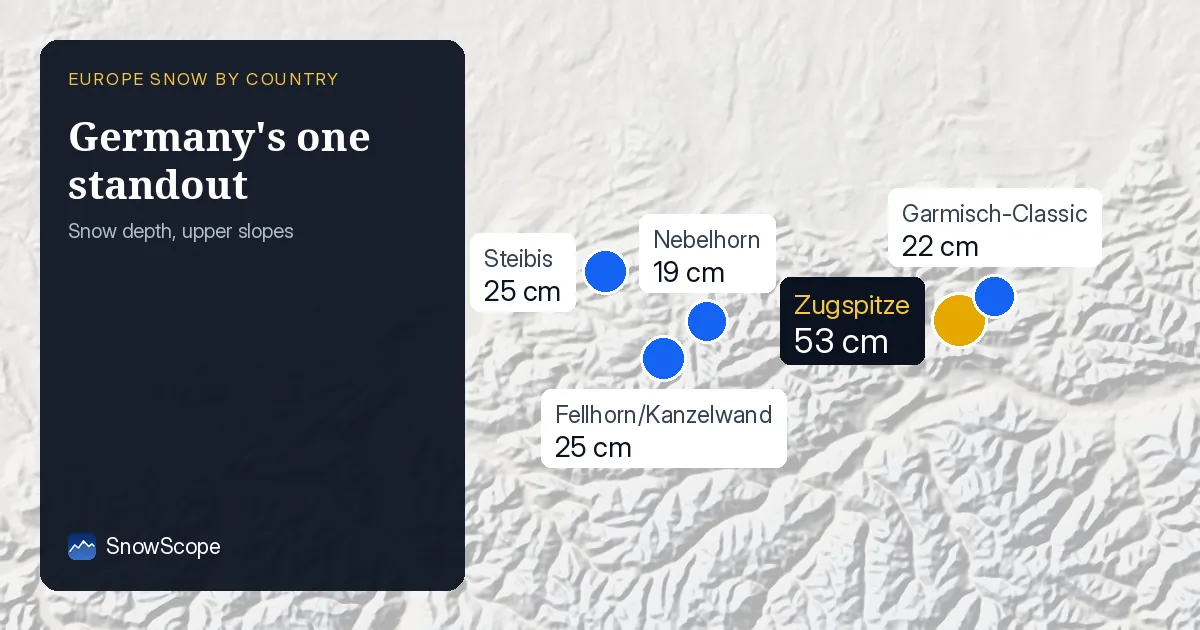 EUROPE SNOW BY COUNTRY
Germany's one
standout
Snow depth, upper slopes
SnowScope
Steibis
25 cm
Nebelhorn
19 cm
Garmisch-Classic
22 cm
Zugspitze
53 cm
Fellhorn/Kanzelwand
25 cm